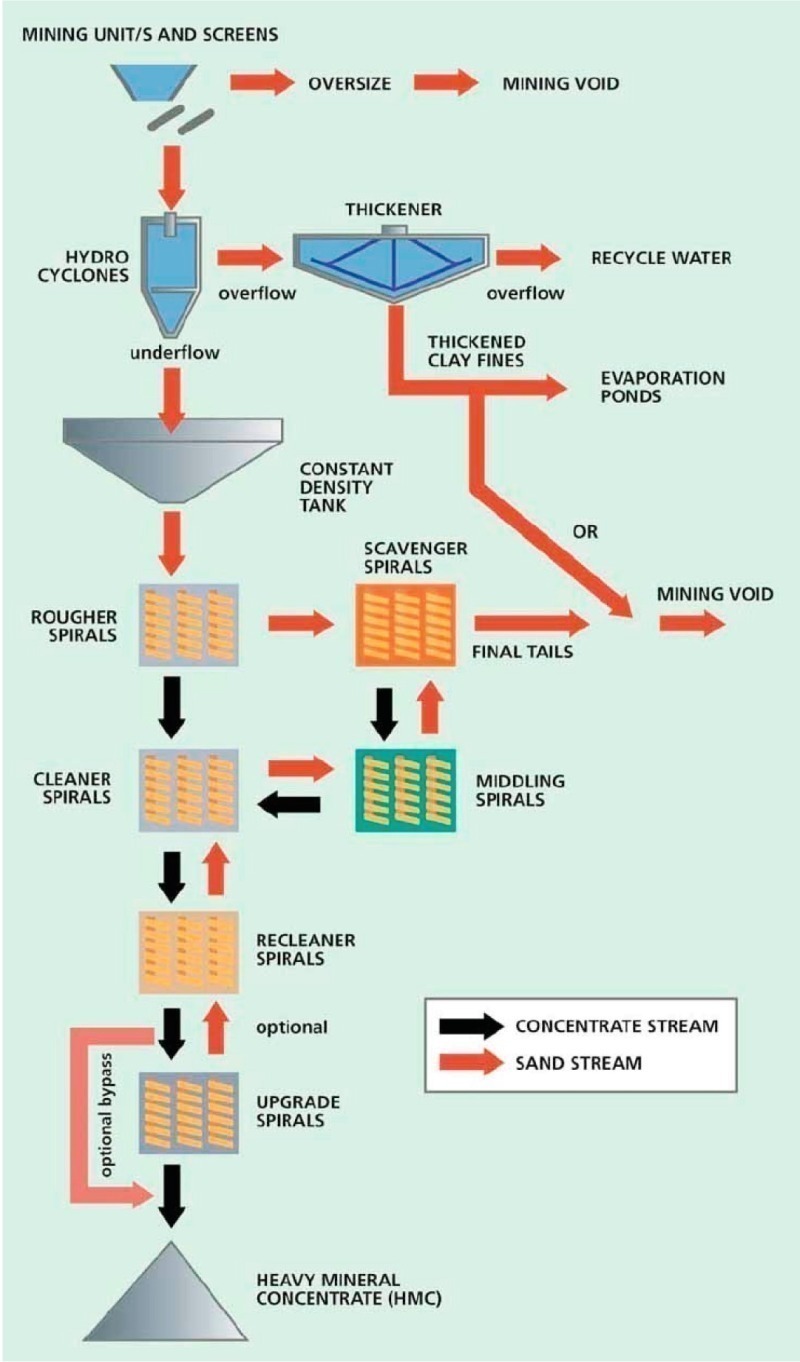 MINING UNIT/S AND SCREENS
OVERSIZE
MINING VOID
THICKENER
HYDRO
CYCLONES
overflow
overflow
RECYCLE WATER
underflow
THICKENED
CLAY FINES
EVAPORATION
PONDS
CONSTANT
DENSITY
TANK
OR
SCAVENGER
SPIRALS
MINING VOID
ROUGHER
SPIRALS
FINAL TAILS
CLEANER
SPIRALS
MIDDLING
SPIRALS
RECLEANER
SPIRALS
optional
CONCENTRATE STREAM
SAND STREAM
optional bypass
UPGRADE
SPIRALS
HEAVY MINERAL
CONCENTRATE (HMC)